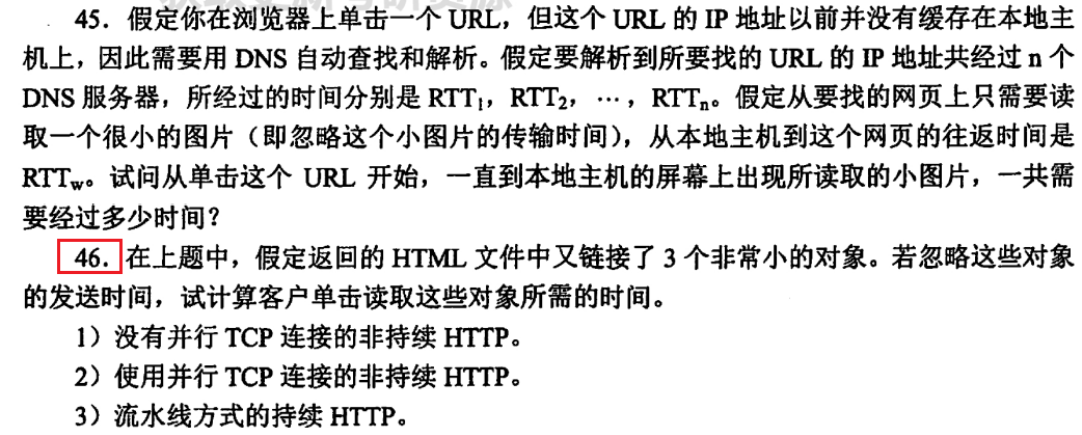 45．假定你在浏览器上单击一个 URL，但这个 URL 的 IP 地址以前并没有缓存在本地主
机上，因此需要用 DNS 自动查找和解析。假定要解析到所要找的 URL 的 IP 地址共经过 n 个
DNS 服务器，所经过的时间分别是 RTT₁，RTT₂，…，RTTₙ。假定从要找的网页上只需要读
取一个很小的图片（即忽略这个小图片的传输时间），从本地主机到这个网页的往返时间是
RTTw。试问从单击这个 URL 开始，一直到本地主机的屏幕上出现所读取的小图片，一共需
要经过多少时间？
46．在上题中，假定返回的 HTML 文件中又链接了 3 个非常小的对象。若忽略这些对象
的发送时间，试计算客户单击读取这些对象所需的时间。
1）没有并行 TCP 连接的非持续 HTTP。
2）使用并行 TCP 连接的非持续 HTTP。
3）流水线方式的持续 HTTP。